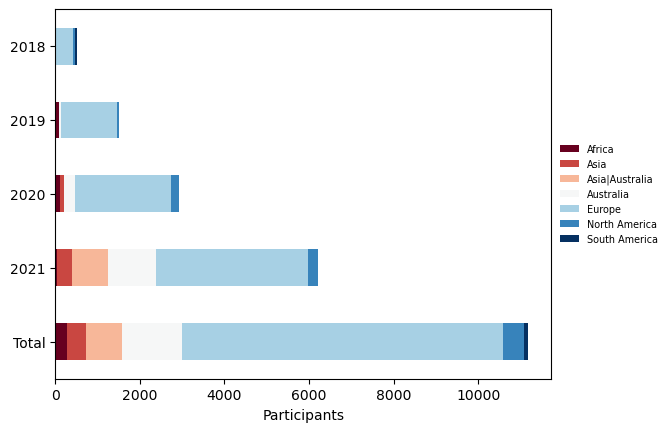 2018
2019
2020
2021
Total
0 2000 4000 6000 8000 10000
Participants
Africa
Asia
Asia|Australia
Australia
Europe
North America
South America